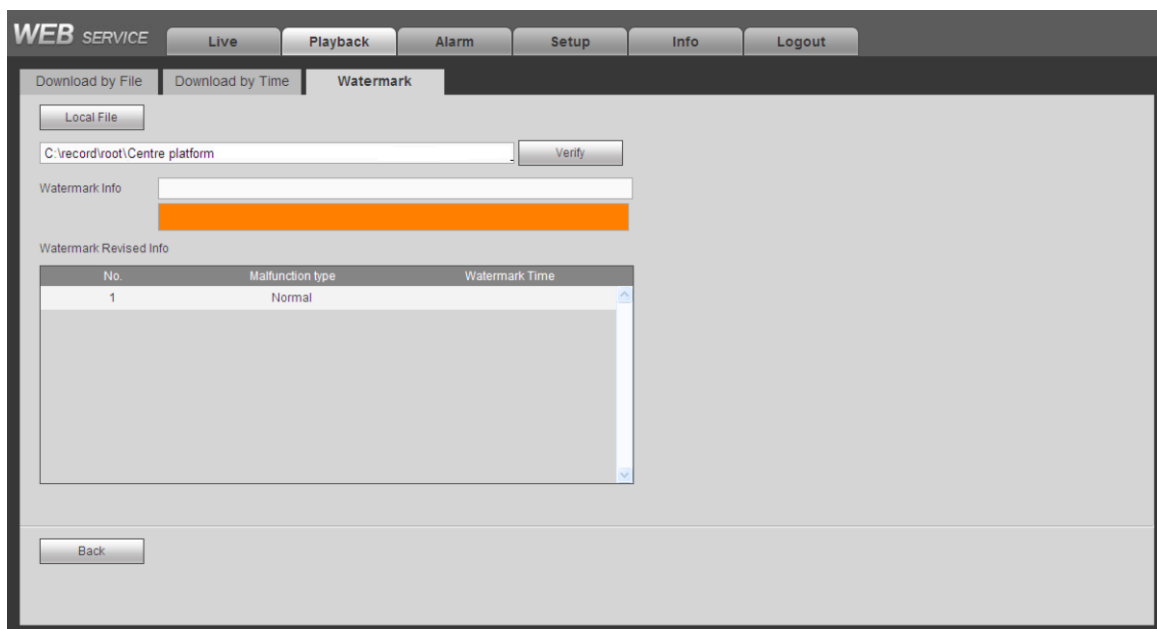 WEB SERVICE Live Playback Alarm Setup Info Logout
Download by File Download by Time Watermark
Local File
C:\record\root\Centre platform Verify
Watermark Info
Watermark Revised Info
No. Malfunction type Watermark Time
1 Normal
Back